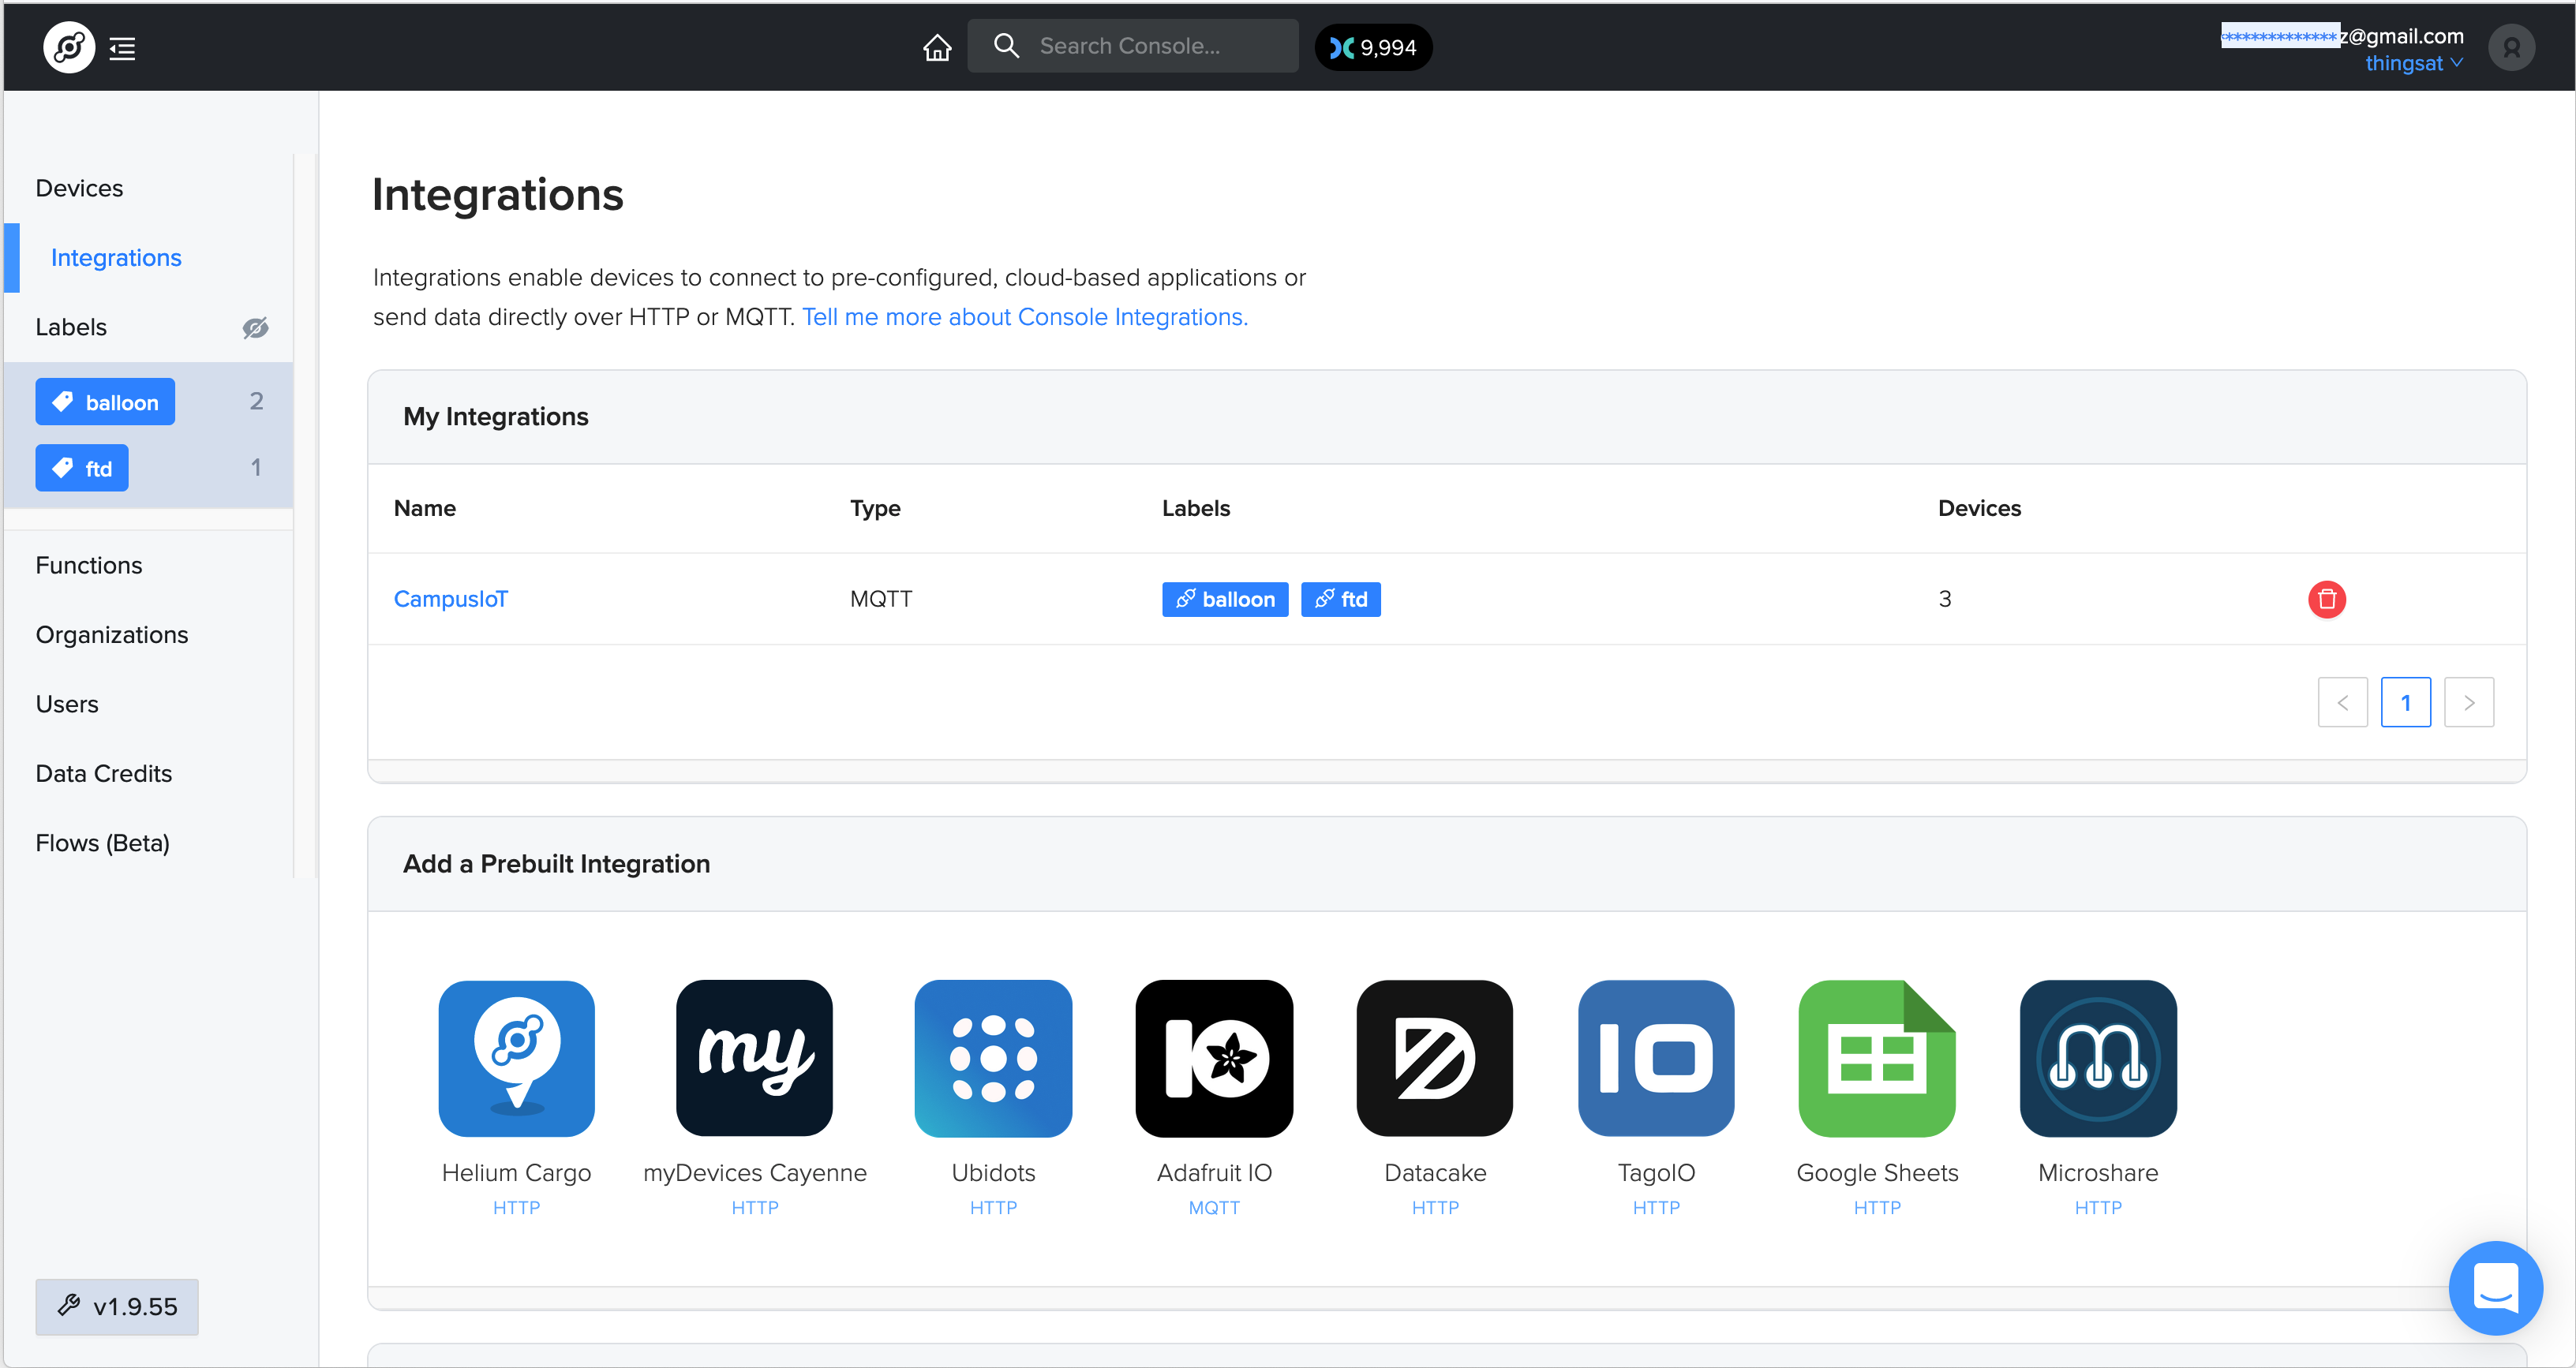 Search Console...
9,994
**************z@gmail.com
thingsat
Devices
Integrations
Labels
balloon 2
ftd 1
Functions
Organizations
Users
Data Credits
Flows (Beta)
v1.9.55
Integrations
Integrations enable devices to connect to pre-configured, cloud-based applications or
send data directly over HTTP or MQTT. Tell me more about Console Integrations.
My Integrations
Name Type Labels Devices
CampusIoT MQTT balloon ftd 3
< 1 >
Add a Prebuilt Integration
my
IO
IO
Helium Cargo myDevices Cayenne Ubidots Adafruit IO Datacake TagoIO Google Sheets Microshare
HTTP HTTP HTTP MQTT HTTP HTTP HTTP HTTP